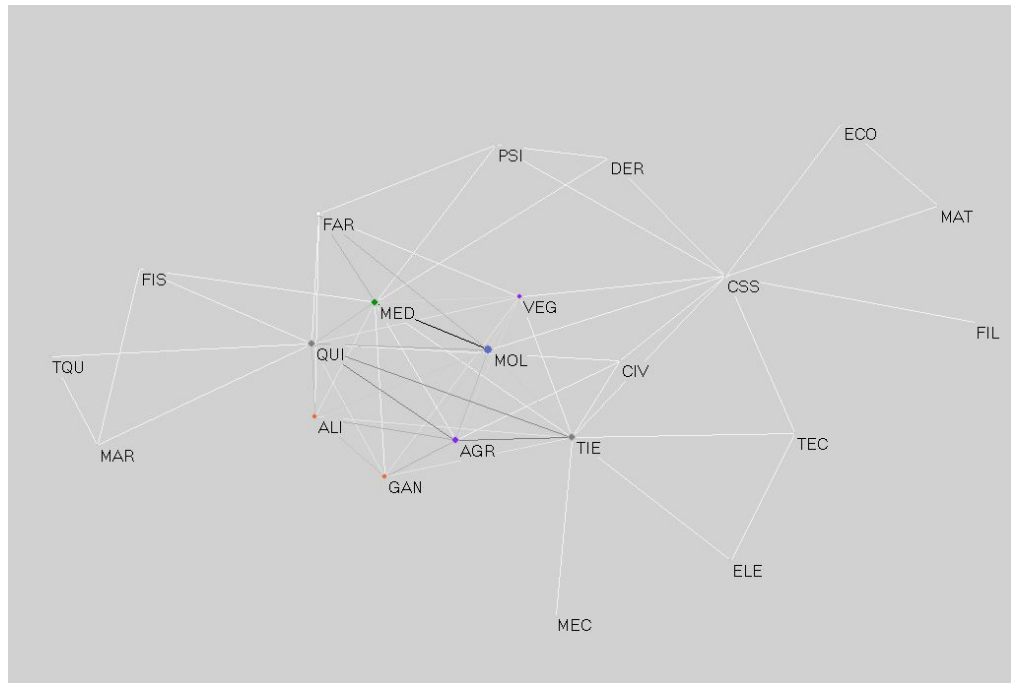 ECO
PSI
DER
MAT
FAR
FIS
CSS
VEG
MED
FIL
QUI
MOL
TQU
CIV
ALI
TEC
AGR
TIE
MAR
GAN
ELE
MEC